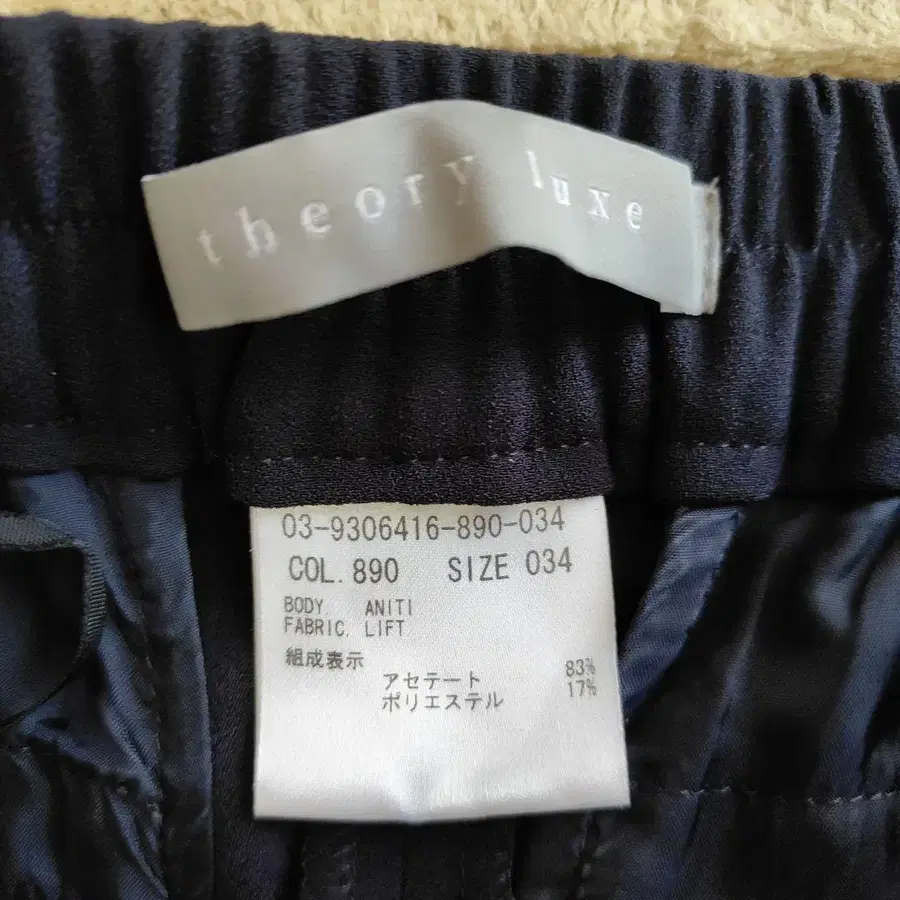 theory luxe
03-9306416-890-034
COL. 890 SIZE 034
BODY. ANITI
FABRIC. LIFT
組成表示
アセテート 83%
ポリエステル 17%